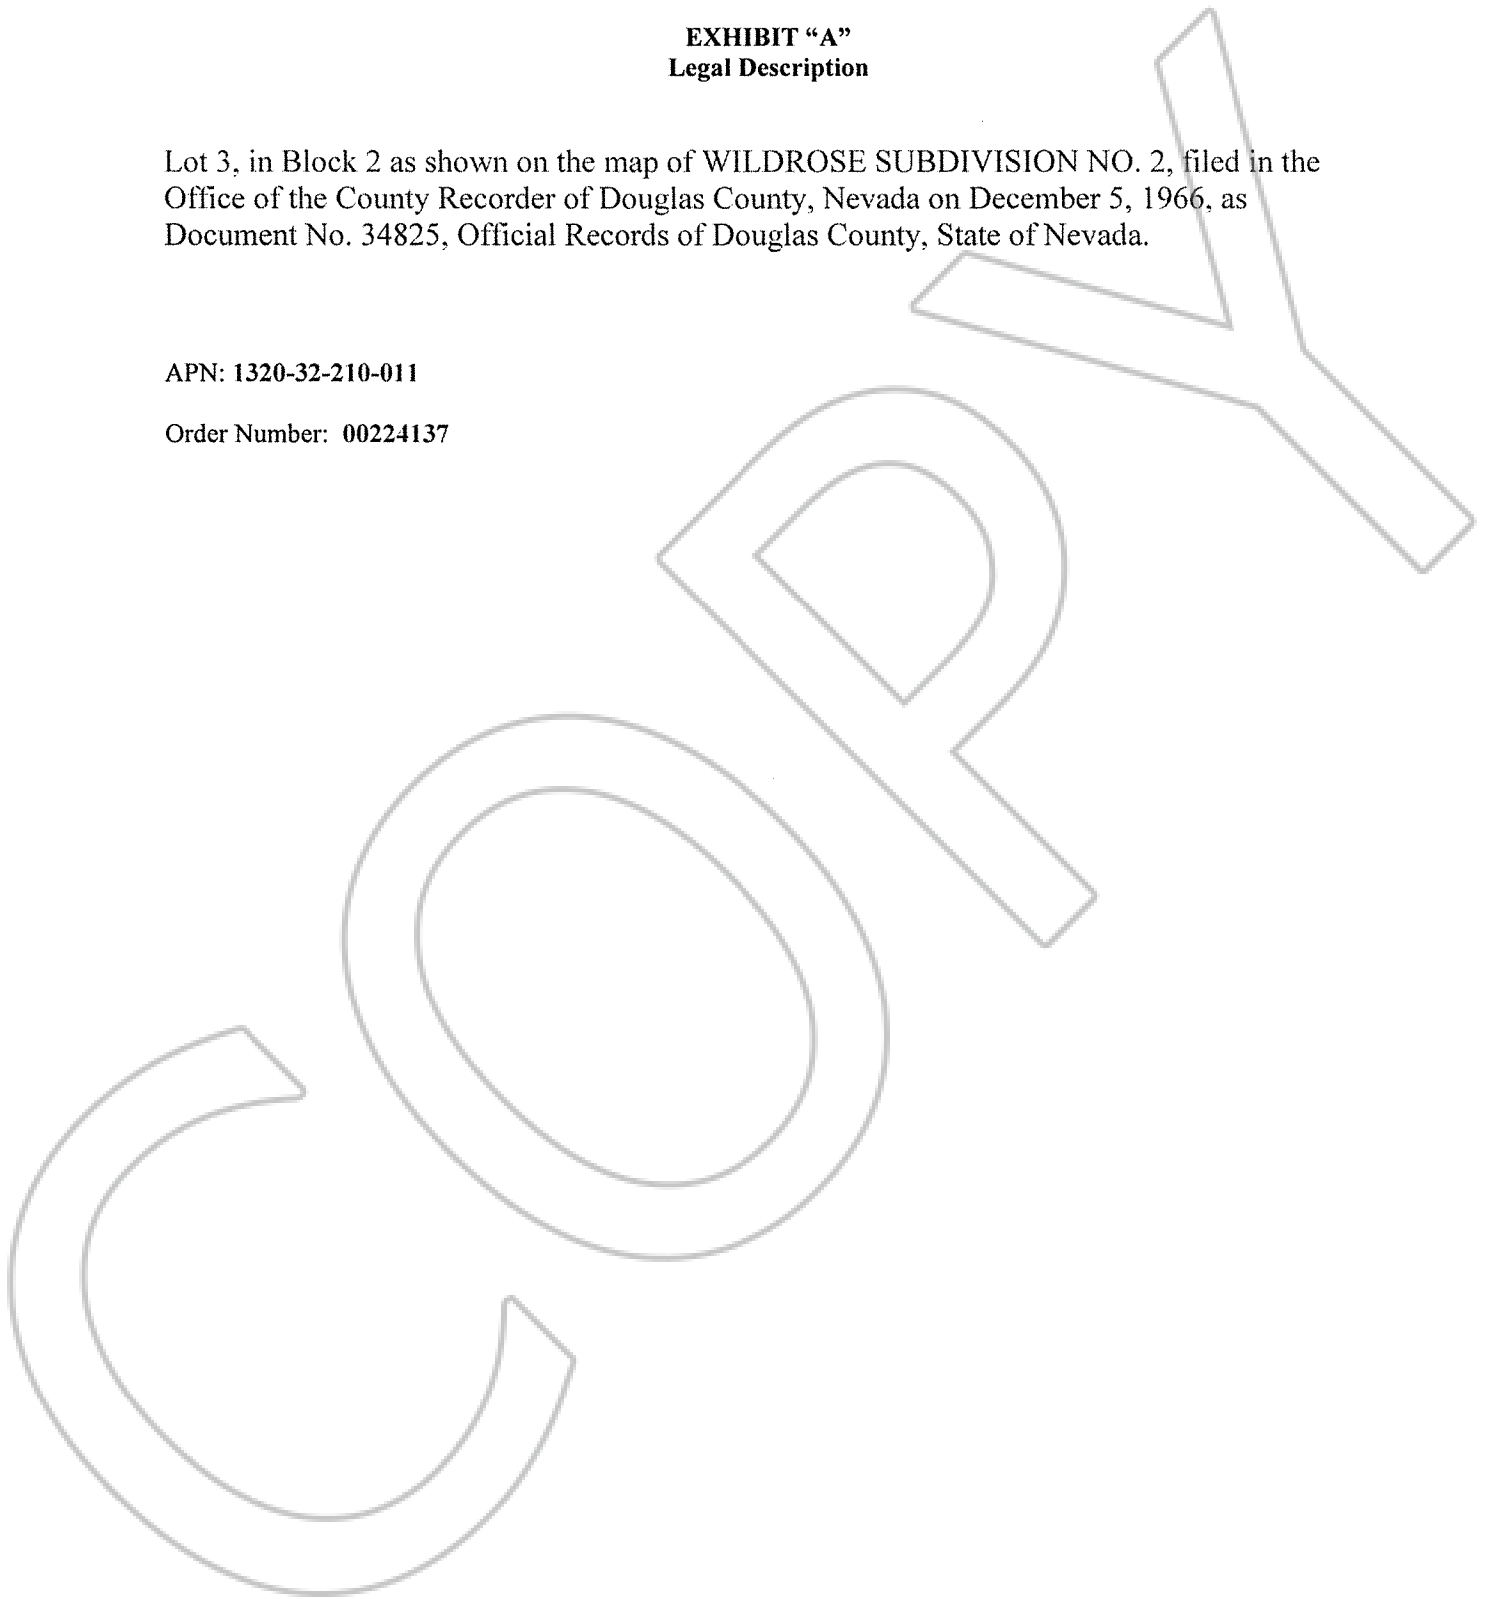 EXHIBIT “A”
Legal Description
Lot 3, in Block 2 as shown on the map of WILDROSE SUBDIVISION NO. 2, filed in the
Office of the County Recorder of Douglas County, Nevada on December 5, 1966, as
Document No. 34825, Official Records of Douglas County, State of Nevada.
APN: 1320-32-210-011
Order Number: 00224137
COPY